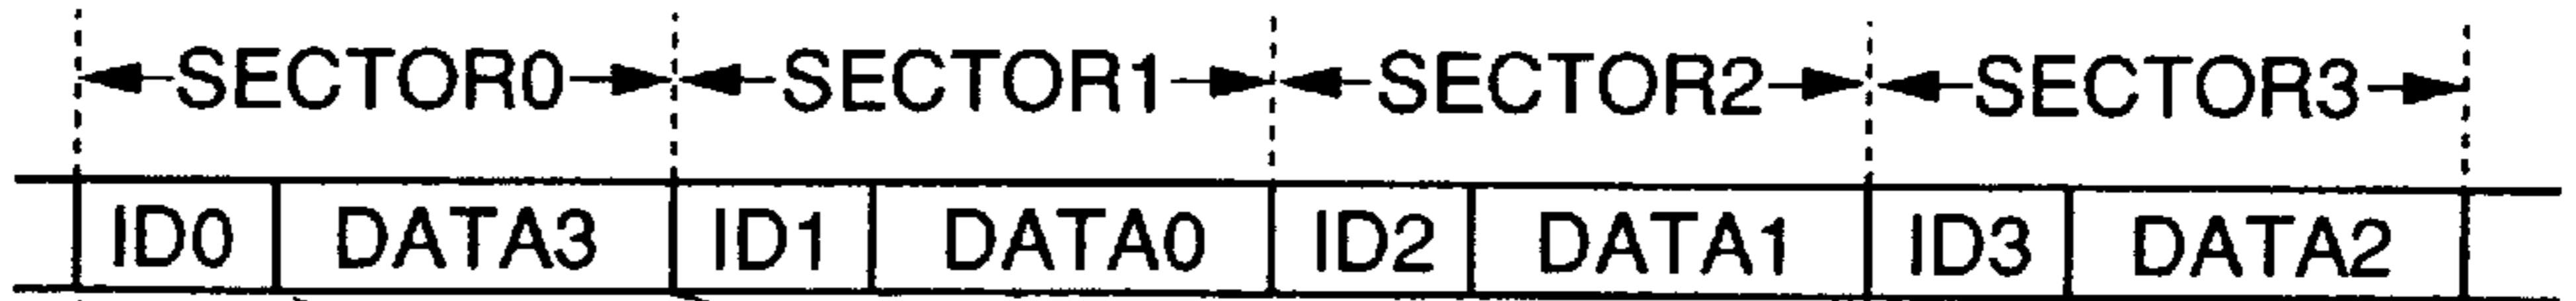 SECTOR0 SECTOR1 SECTOR2 SECTOR3
ID0 DATA3 ID1 DATA0 ID2 DATA1 ID3 DATA2